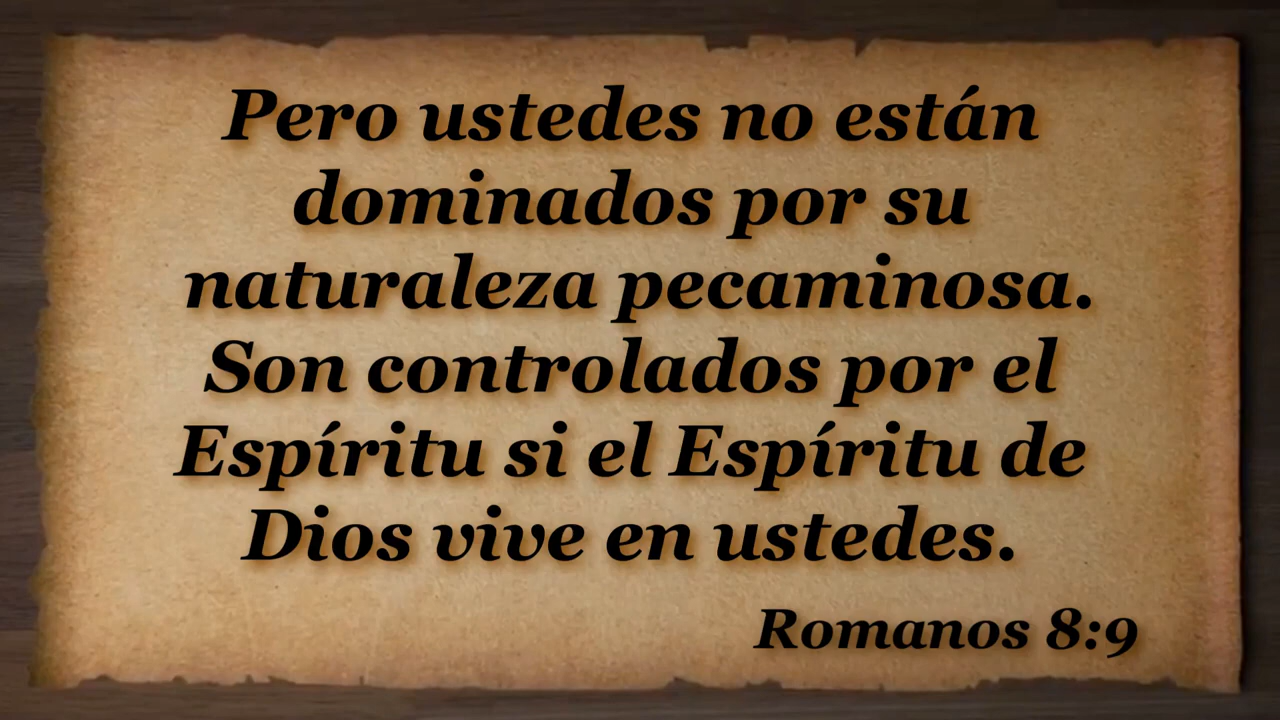 Pero ustedes no están
dominados por su
naturaleza pecaminosa.
Son controlados por el
Espíritu si el Espíritu de
Dios vive en ustedes.
Romanos 8:9